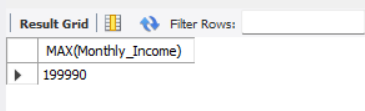 Result Grid Filter Rows:
MAX(Monthly_Income)
199990